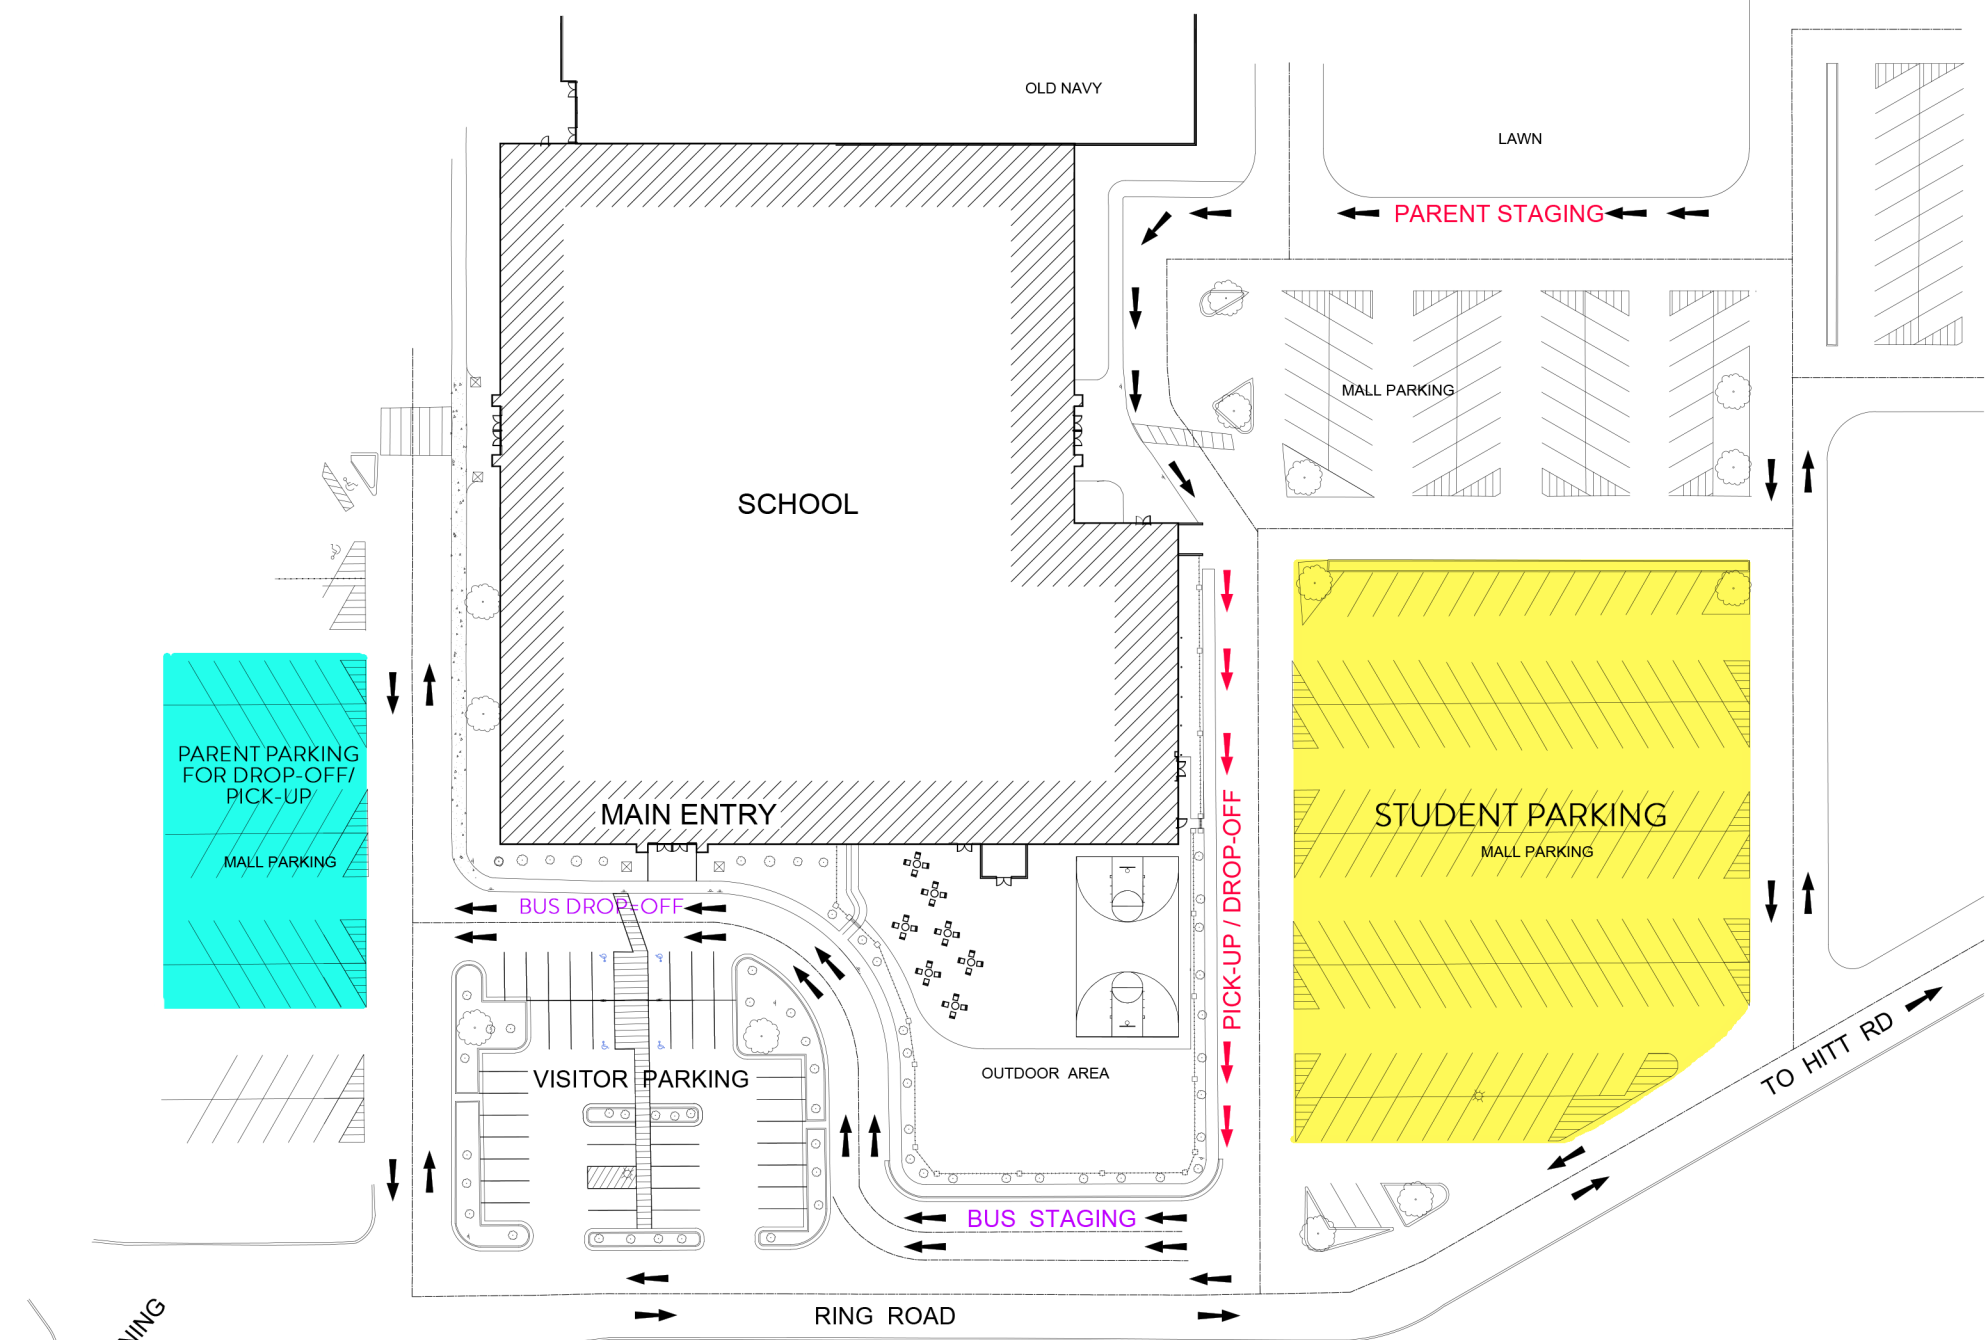 OLD NAVY
LAWN
PARENT STAGING
MALL PARKING
SCHOOL
PARENT PARKING
FOR DROP-OFF/
PICK-UP
MALL PARKING
MAIN ENTRY
STUDENT PARKING
MALL PARKING
PICK-UP / DROP-OFF
BUS DROP-OFF
VISITOR PARKING
OUTDOOR AREA
TO HITT RD
BUS STAGING
RING ROAD